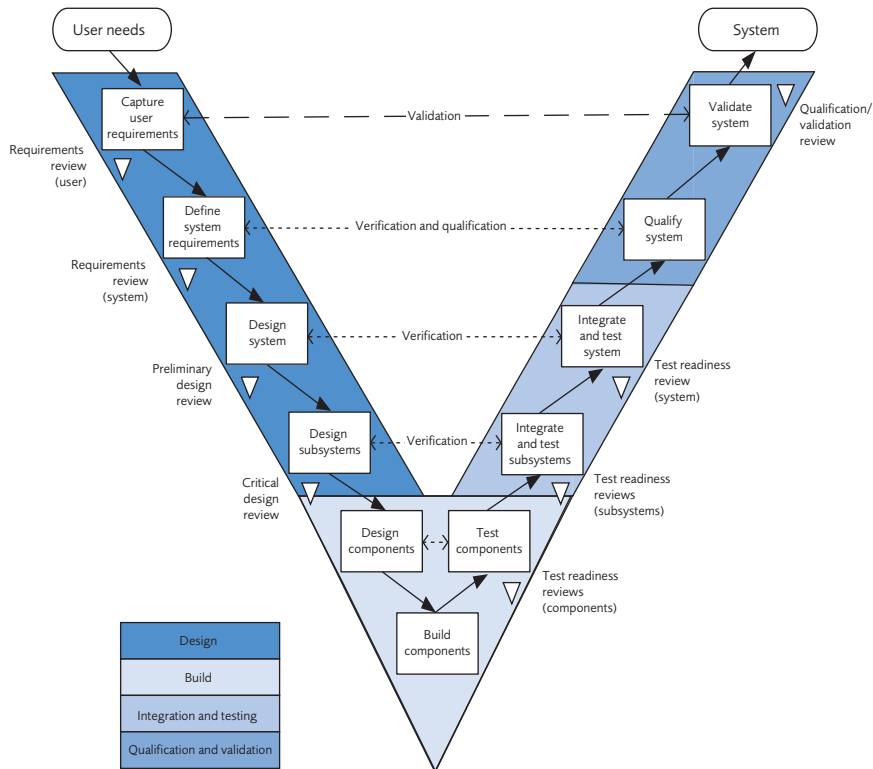 User needs
System
Capture
user
requirements
Validation
Validate
system
Qualification/
validation
review
Requirements
review
(user)
Define
system
requirements
Verification and qualification
Qualify
system
Requirements
review
(system)
Design
system
Verification
Integrate
and test
system
Preliminary
design
review
Test readiness
review
(system)
Design
subsystems
Verification
Integrate
and test
subsystems
Critical
design
review
Test readiness
reviews
(subsystems)
Design
components
Test
components
Test readiness
reviews
(components)
Build
components
Design
Build
Integration and testing
Qualification and validation